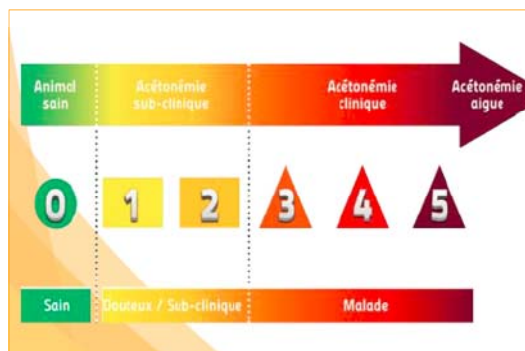 Animal
sain
Acétonémie
sub-clinique
Acétonémie
clinique
Acétonémie
aigue
0
1
2
3
4
5
Sain
Douteux / Sub-clinique
Malade